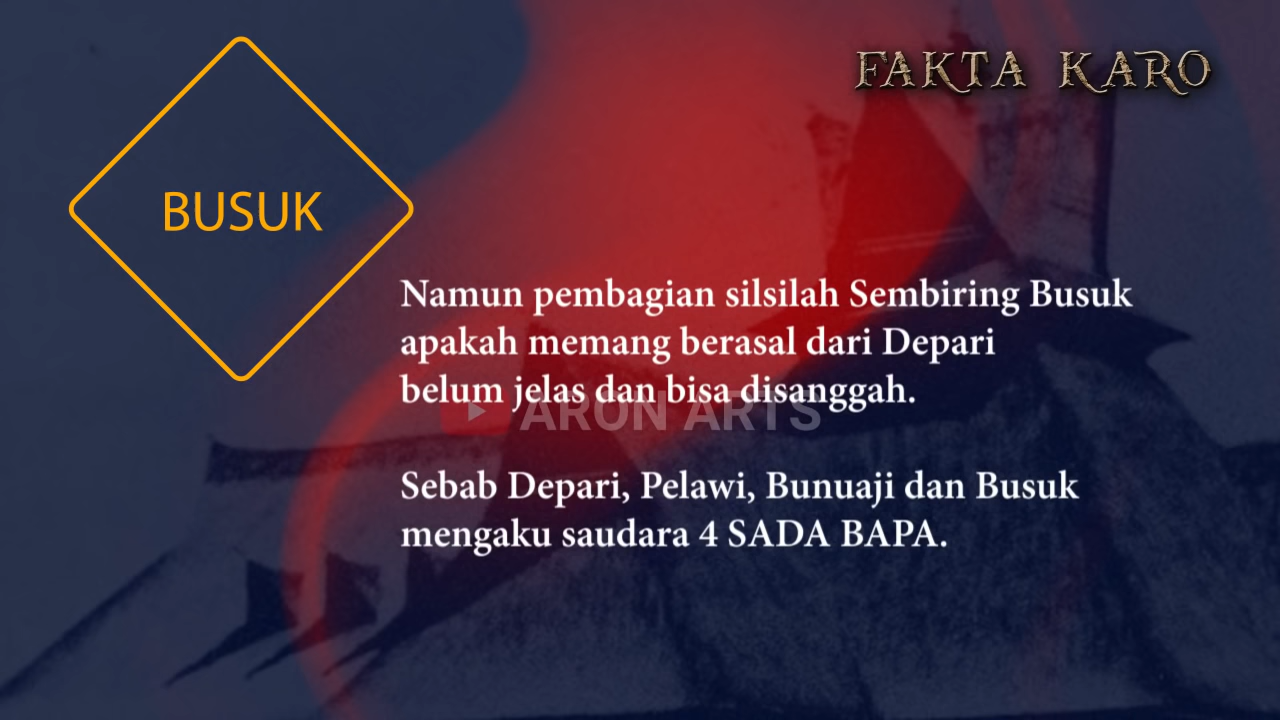 FAKTA KARO
BUSUK
Namun pembagian silsilah Sembiring Busuk
apakah memang berasal dari Depari
belum jelas dan bisa disanggah.
ARON ARTS
Sebab Depari, Pelawi, Bunuaji dan Busuk
mengaku saudara 4 SADA BAPA.